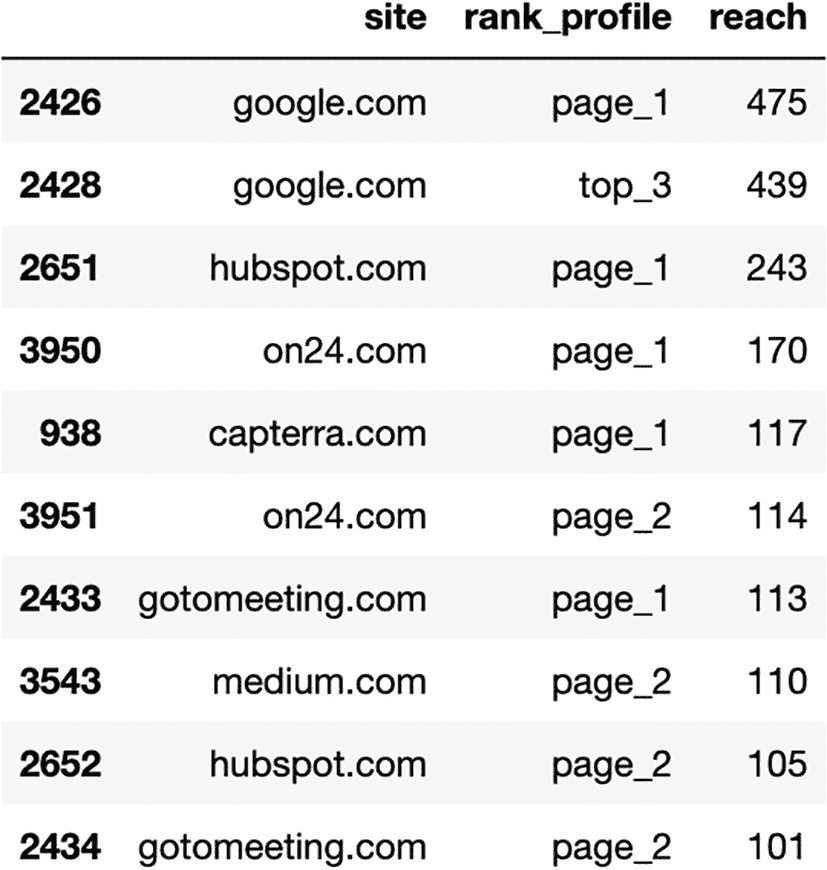 site rank_profile reach
2426 google.com page_1 475
2428 google.com top_3 439
2651 hubspot.com page_1 243
3950 on24.com page_1 170
938 capterra.com page_1 117
3951 on24.com page_2 114
2433 gotomeeting.com page_1 113
3543 medium.com page_2 110
2652 hubspot.com page_2 105
2434 gotomeeting.com page_2 101